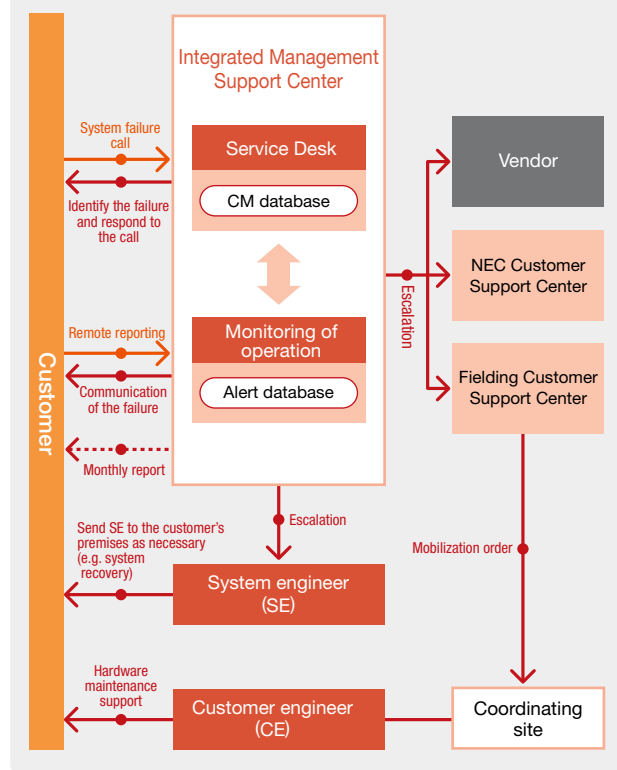 Integrated Management
Support Center
System failure
call
Service Desk
CM database
Identify the failure
and respond to
the call
Vendor
NEC Customer
Support Center
Escalation
Remote reporting
Monitoring of
operation
Alert database
Communication
of the failure
Fielding Customer
Support Center
Customer
Monthly report
Escalation
Send SE to the customer's
premises as necessary
(e.g. system
recovery)
Mobilization order
System engineer
(SE)
Hardware
maintenance
support
Customer engineer
(CE)
Coordinating
site